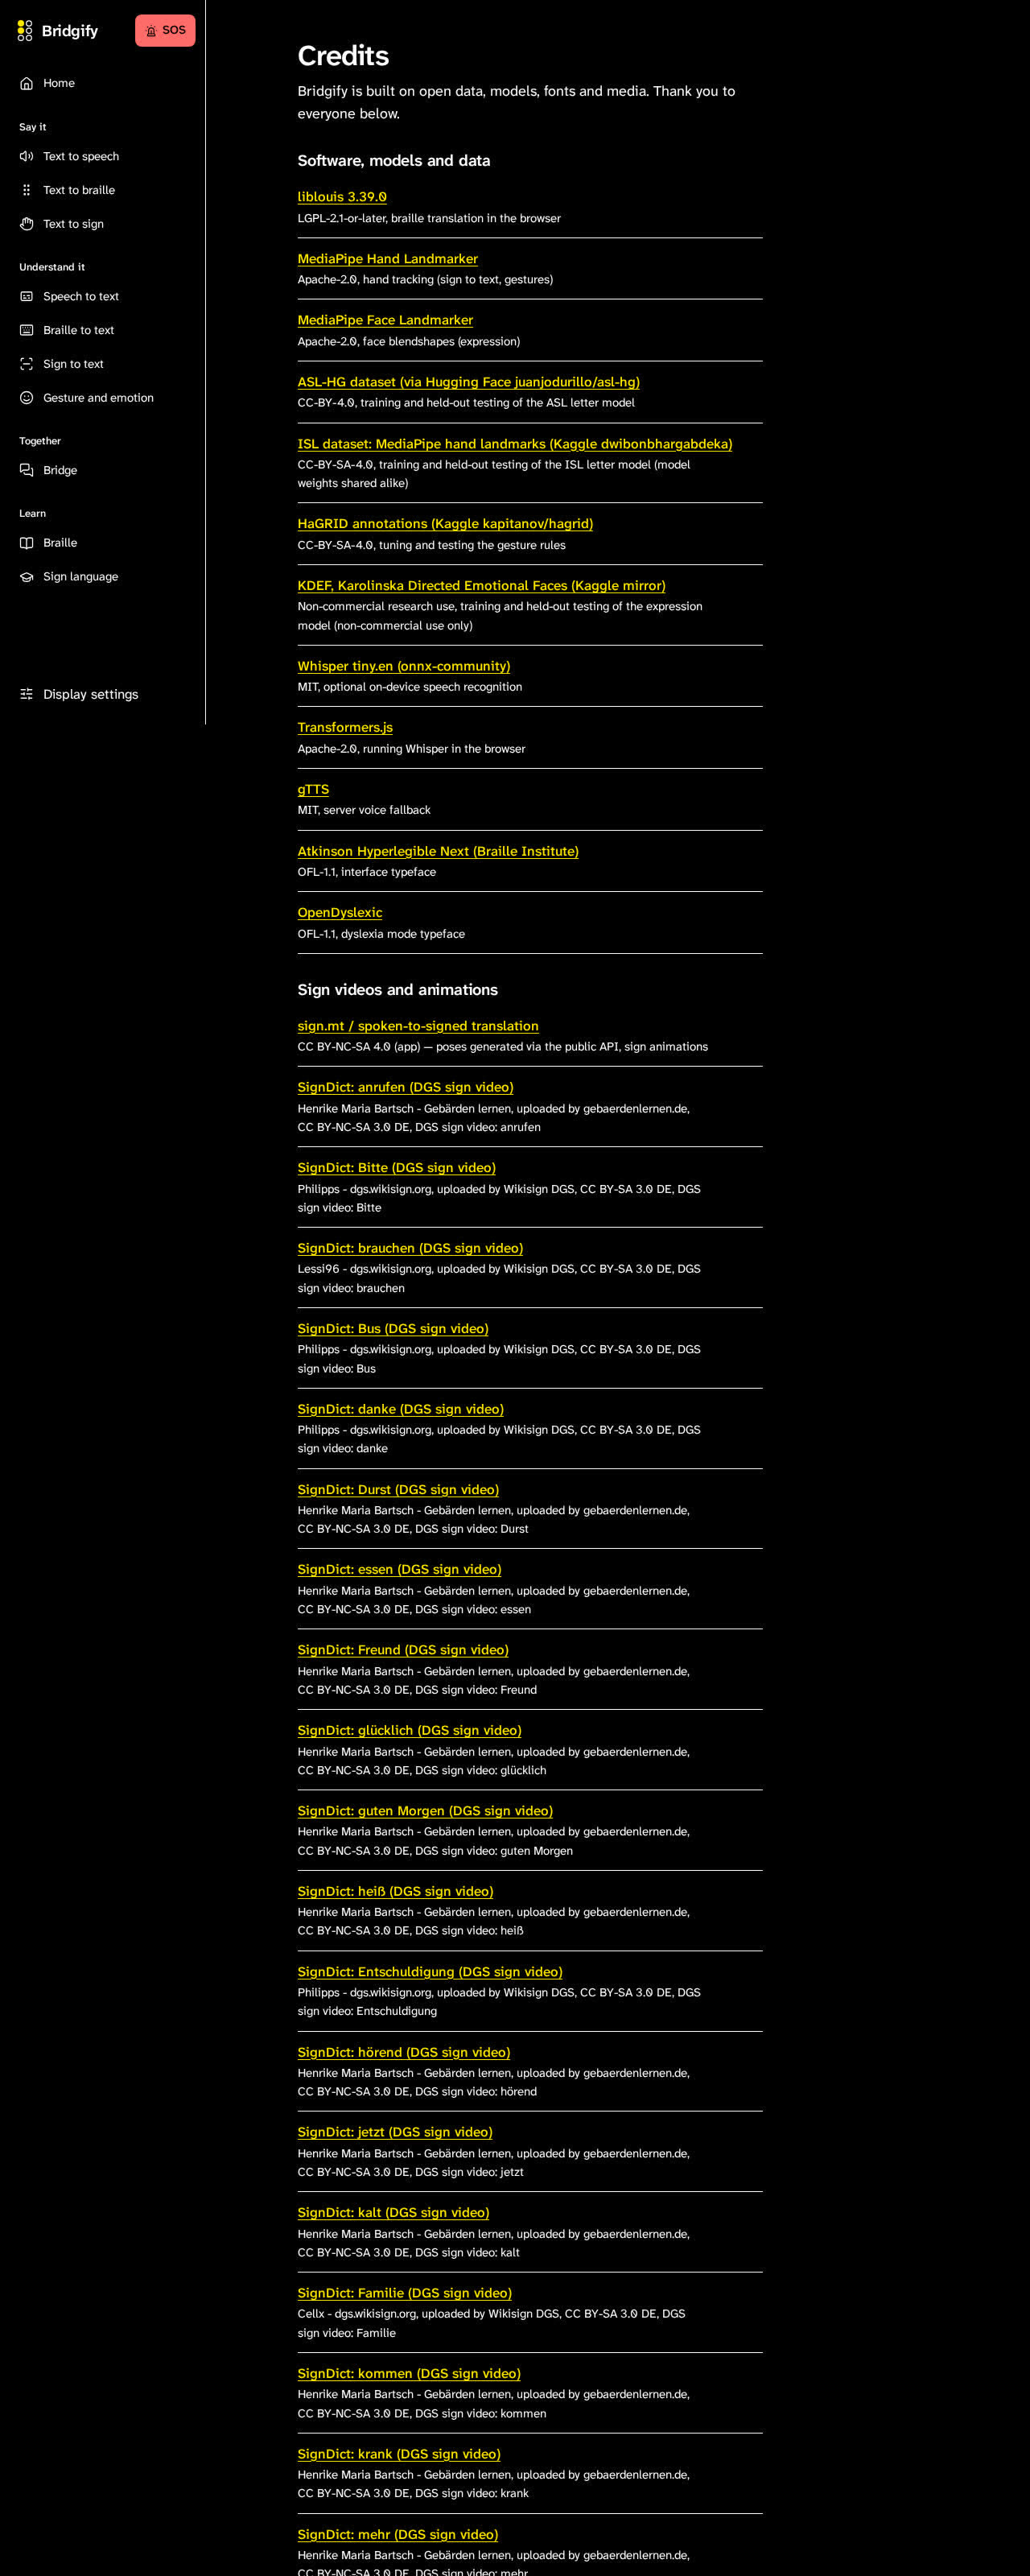 Bridgify
SOS
Home
Say it
Text to speech
Text to braille
Text to sign
Understand it
Speech to text
Braille to text
Sign to text
Gesture and emotion
Together
Bridge
Learn
Braille
Sign language
Display settings
Credits
Bridgify is built on open data, models, fonts and media. Thank you to
everyone below.
Software, models and data
liblouis 3.39.0
LGPL-2.1-or-later, braille translation in the browser
MediaPipe Hand Landmarker
Apache-2.0, hand tracking (sign to text, gestures)
MediaPipe Face Landmarker
Apache-2.0, face blendshapes (expression)
ASL-HG dataset (via Hugging Face juanjodurillo/asl-hg)
CC-BY-4.0, training and held-out testing of the ASL letter model
ISL dataset: MediaPipe hand landmarks (Kaggle dwibonbhargabdeka)
CC-BY-SA-4.0, training and held-out testing of the ISL letter model (model
weights shared alike)
HaGRID annotations (Kaggle kapitanov/hagrid)
CC-BY-SA-4.0, tuning and testing the gesture rules
KDEF, Karolinska Directed Emotional Faces (Kaggle mirror)
Non-commercial research use, training and held-out testing of the expression
model (non-commercial use only)
Whisper tiny.en (onnx-community)
MIT, optional on-device speech recognition
Transformers.js
Apache-2.0, running Whisper in the browser
gTTS
MIT, server voice fallback
Atkinson Hyperlegible Next (Braille Institute)
OFL-1.1, interface typeface
OpenDyslexic
OFL-1.1, dyslexia mode typeface
Sign videos and animations
sign.mt / spoken-to-signed translation
CC BY-NC-SA 4.0 (app) — poses generated via the public API, sign animations
SignDict: anrufen (DGS sign video)
Henrike Maria Bartsch - Gebärden lernen, uploaded by gebaerdenlernen.de,
CC BY-NC-SA 3.0 DE, DGS sign video: anrufen
SignDict: Bitte (DGS sign video)
Philipps - dgs.wikisign.org, uploaded by Wikisign DGS, CC BY-SA 3.0 DE, DGS
sign video: Bitte
SignDict: brauchen (DGS sign video)
Lessi96 - dgs.wikisign.org, uploaded by Wikisign DGS, CC BY-SA 3.0 DE, DGS
sign video: brauchen
SignDict: Bus (DGS sign video)
Philipps - dgs.wikisign.org, uploaded by Wikisign DGS, CC BY-SA 3.0 DE, DGS
sign video: Bus
SignDict: danke (DGS sign video)
Philipps - dgs.wikisign.org, uploaded by Wikisign DGS, CC BY-SA 3.0 DE, DGS
sign video: danke
SignDict: Durst (DGS sign video)
Henrike Maria Bartsch - Gebärden lernen, uploaded by gebaerdenlernen.de,
CC BY-NC-SA 3.0 DE, DGS sign video: Durst
SignDict: essen (DGS sign video)
Henrike Maria Bartsch - Gebärden lernen, uploaded by gebaerdenlernen.de,
CC BY-NC-SA 3.0 DE, DGS sign video: essen
SignDict: Freund (DGS sign video)
Henrike Maria Bartsch - Gebärden lernen, uploaded by gebaerdenlernen.de,
CC BY-NC-SA 3.0 DE, DGS sign video: Freund
SignDict: glücklich (DGS sign video)
Henrike Maria Bartsch - Gebärden lernen, uploaded by gebaerdenlernen.de,
CC BY-NC-SA 3.0 DE, DGS sign video: glücklich
SignDict: guten Morgen (DGS sign video)
Henrike Maria Bartsch - Gebärden lernen, uploaded by gebaerdenlernen.de,
CC BY-NC-SA 3.0 DE, DGS sign video: guten Morgen
SignDict: heiß (DGS sign video)
Henrike Maria Bartsch - Gebärden lernen, uploaded by gebaerdenlernen.de,
CC BY-NC-SA 3.0 DE, DGS sign video: heiß
SignDict: Entschuldigung (DGS sign video)
Philipps - dgs.wikisign.org, uploaded by Wikisign DGS, CC BY-SA 3.0 DE, DGS
sign video: Entschuldigung
SignDict: hörend (DGS sign video)
Henrike Maria Bartsch - Gebärden lernen, uploaded by gebaerdenlernen.de,
CC BY-NC-SA 3.0 DE, DGS sign video: hörend
SignDict: jetzt (DGS sign video)
Henrike Maria Bartsch - Gebärden lernen, uploaded by gebaerdenlernen.de,
CC BY-NC-SA 3.0 DE, DGS sign video: jetzt
SignDict: kalt (DGS sign video)
Henrike Maria Bartsch - Gebärden lernen, uploaded by gebaerdenlernen.de,
CC BY-NC-SA 3.0 DE, DGS sign video: kalt
SignDict: Familie (DGS sign video)
Cellx - dgs.wikisign.org, uploaded by Wikisign DGS, CC BY-SA 3.0 DE, DGS
sign video: Familie
SignDict: kommen (DGS sign video)
Henrike Maria Bartsch - Gebärden lernen, uploaded by gebaerdenlernen.de,
CC BY-NC-SA 3.0 DE, DGS sign video: kommen
SignDict: krank (DGS sign video)
Henrike Maria Bartsch - Gebärden lernen, uploaded by gebaerdenlernen.de,
CC BY-NC-SA 3.0 DE, DGS sign video: krank
SignDict: mehr (DGS sign video)
Henrike Maria Bartsch - Gebärden lernen, uploaded by gebaerdenlernen.de,
CC BY-NC-SA 3.0 DE, DGS sign video: mehr